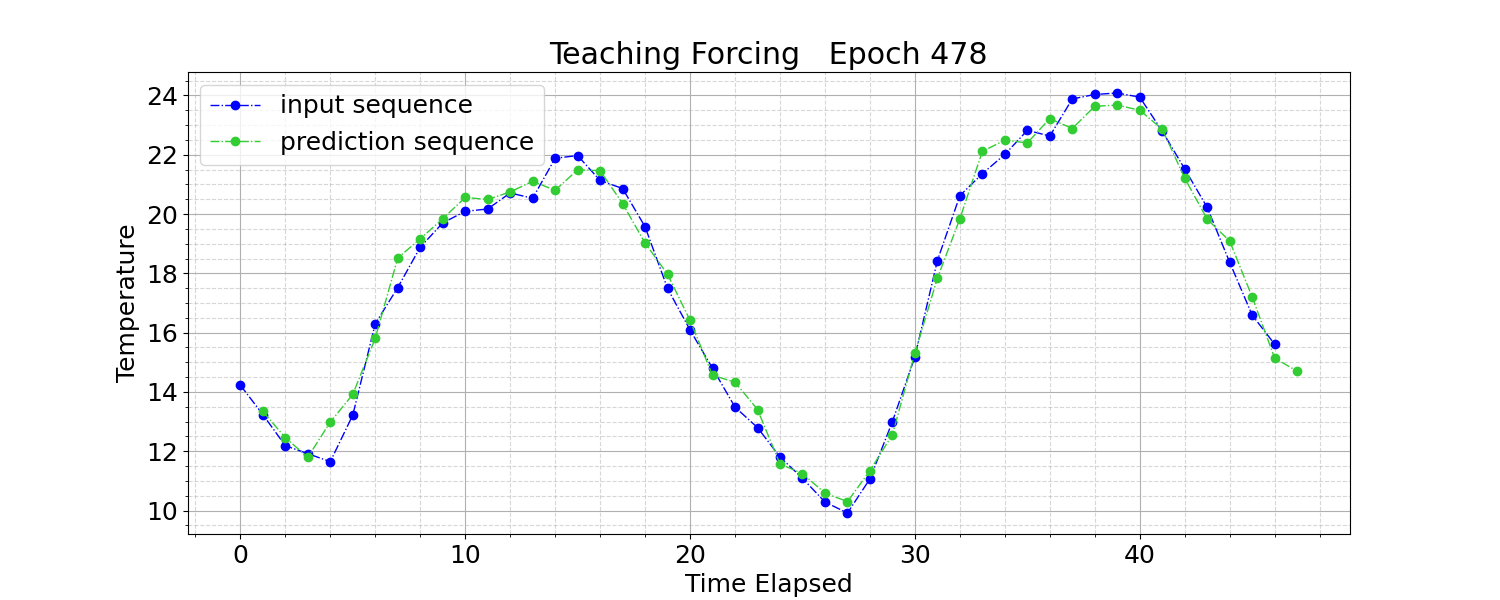 Teaching Forcing   Epoch 478
input sequence
prediction sequence
Temperature
24
22
20
18
16
14
12
10
0 10 20 30 40
Time Elapsed